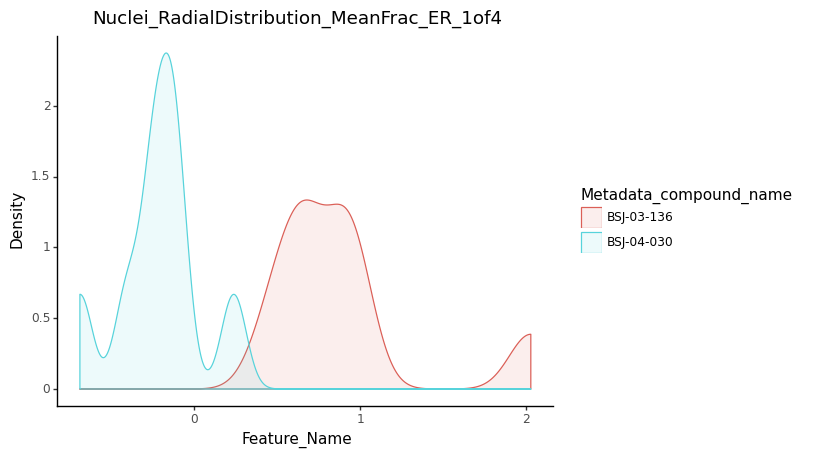 Nuclei_RadialDistribution_MeanFrac_ER_1of4
Density
2
1.5
1
0.5
0
0
1
2
Feature_Name
Metadata_compound_name
BSJ-03-136
BSJ-04-030